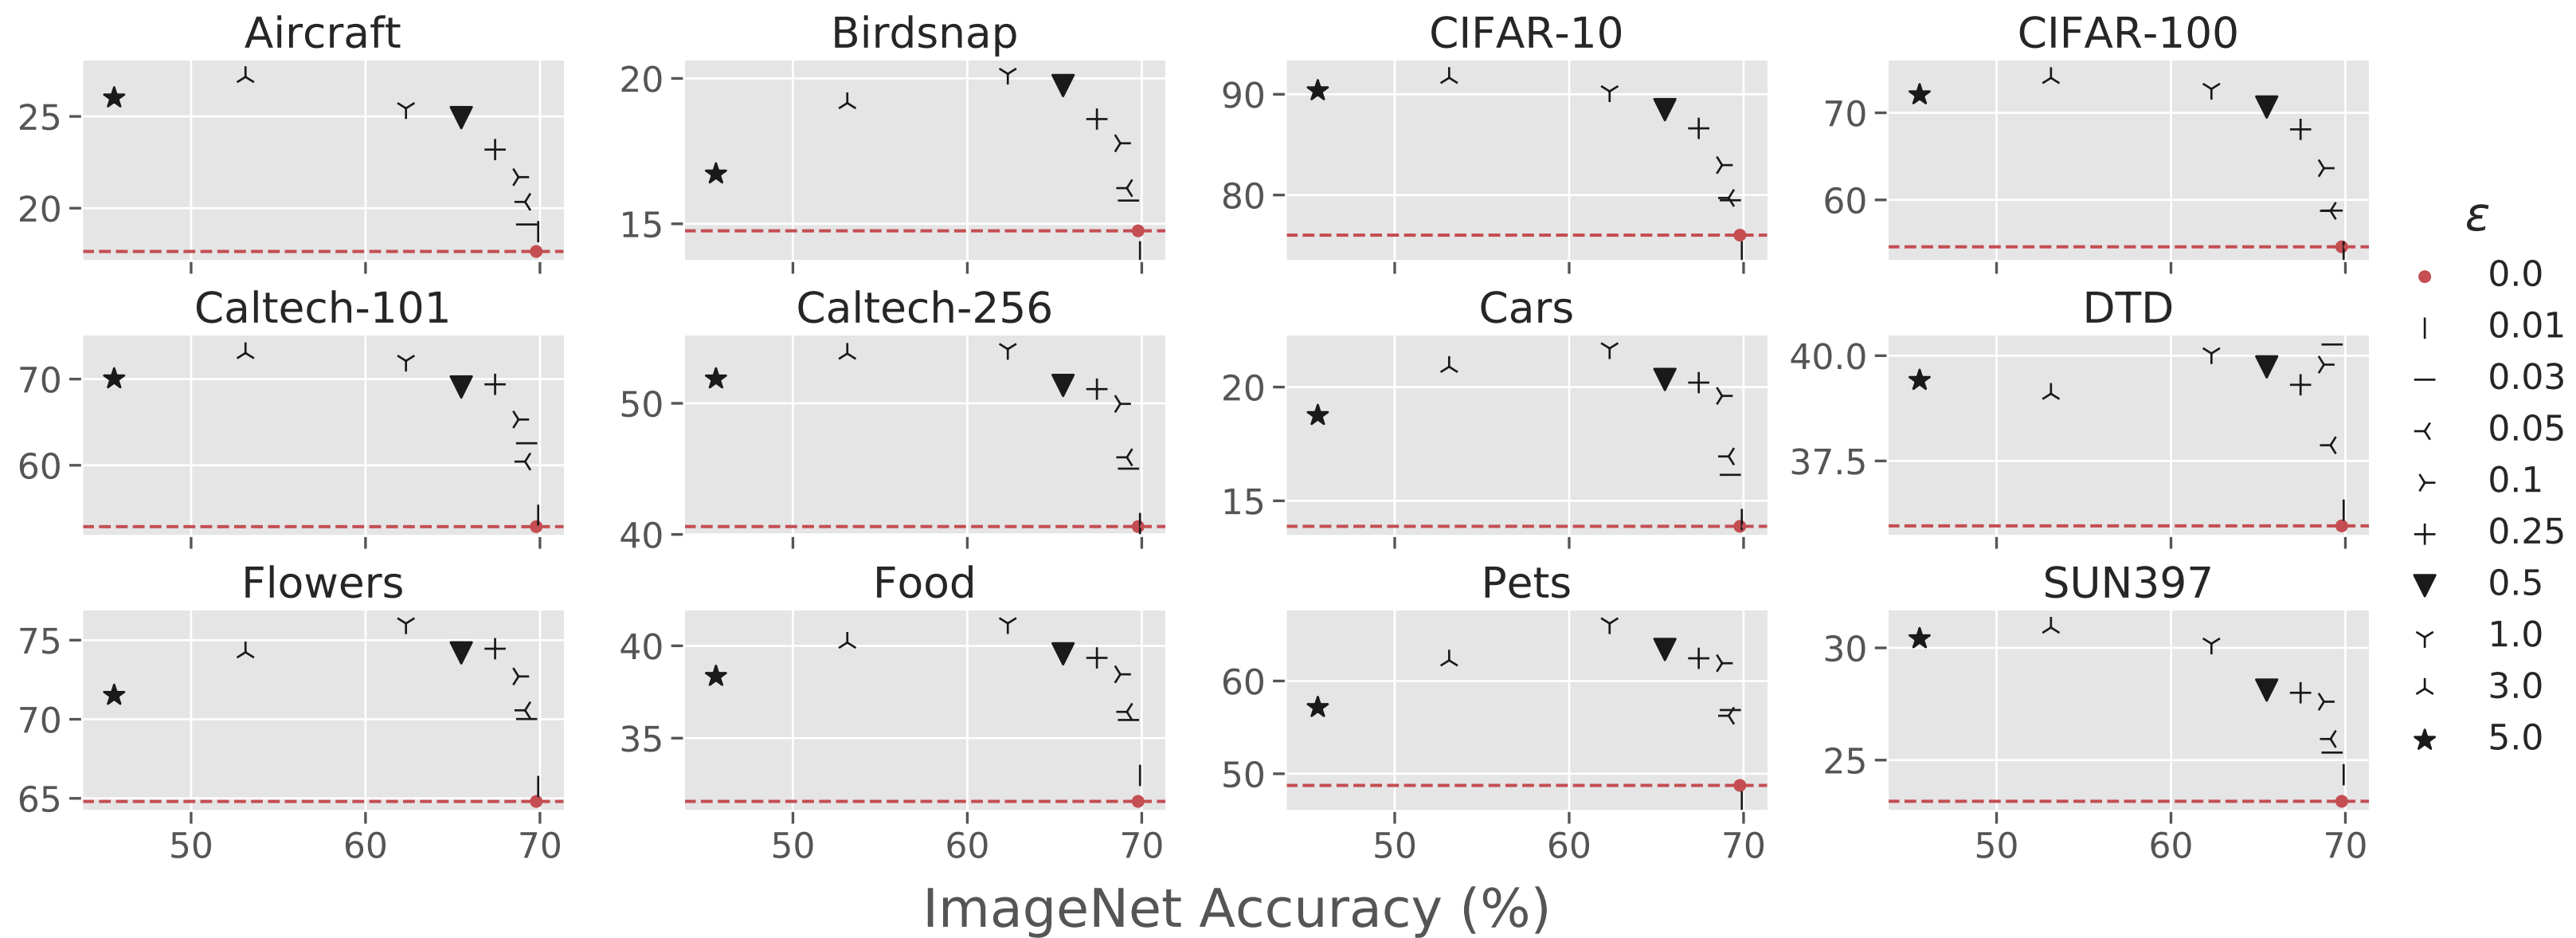 Aircraft Birdsnap CIFAR-10 CIFAR-100
25 20 90 70
20 15 80 60
Caltech-101 Caltech-256 Cars DTD
70 50 20 40.0
60 40 15 37.5
Flowers Food Pets SUN397
75 40 60 30
70 35 50 25
65
50 60 70 50 60 70 50 60 70 50 60 70
ImageNet Accuracy (%)
ε
0.0
0.01
0.03
0.05
0.1
0.25
0.5
1.0
3.0
5.0